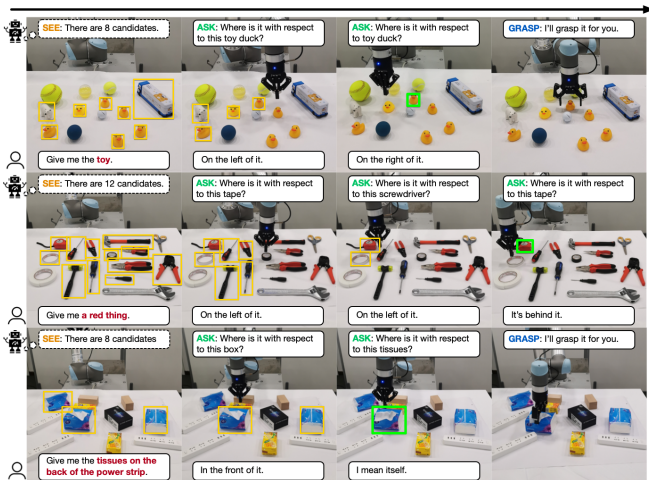 SEE: There are 8 candidates.
ASK: Where is it with respect
to this toy duck?
ASK: Where is it with respect
to toy duck?
GRASP: I'll grasp it for you.
Give me the toy.
On the left of it.
On the right of it.
SEE: There are 12 candidates.
ASK: Where is it with respect
to this tape?
ASK: Where is it with respect
to this screwdriver?
ASK: Where is it with respect
to this tape?
Give me a red thing.
On the left of it.
On the left of it.
It's behind it.
SEE: There are 8 candidates
ASK: Where is it with respect
to this box?
ASK: Where is it with respect
to this tissues?
GRASP: I'll grasp it for you.
Give me the tissues on the
back of the power strip.
In the front of it.
I mean itself.